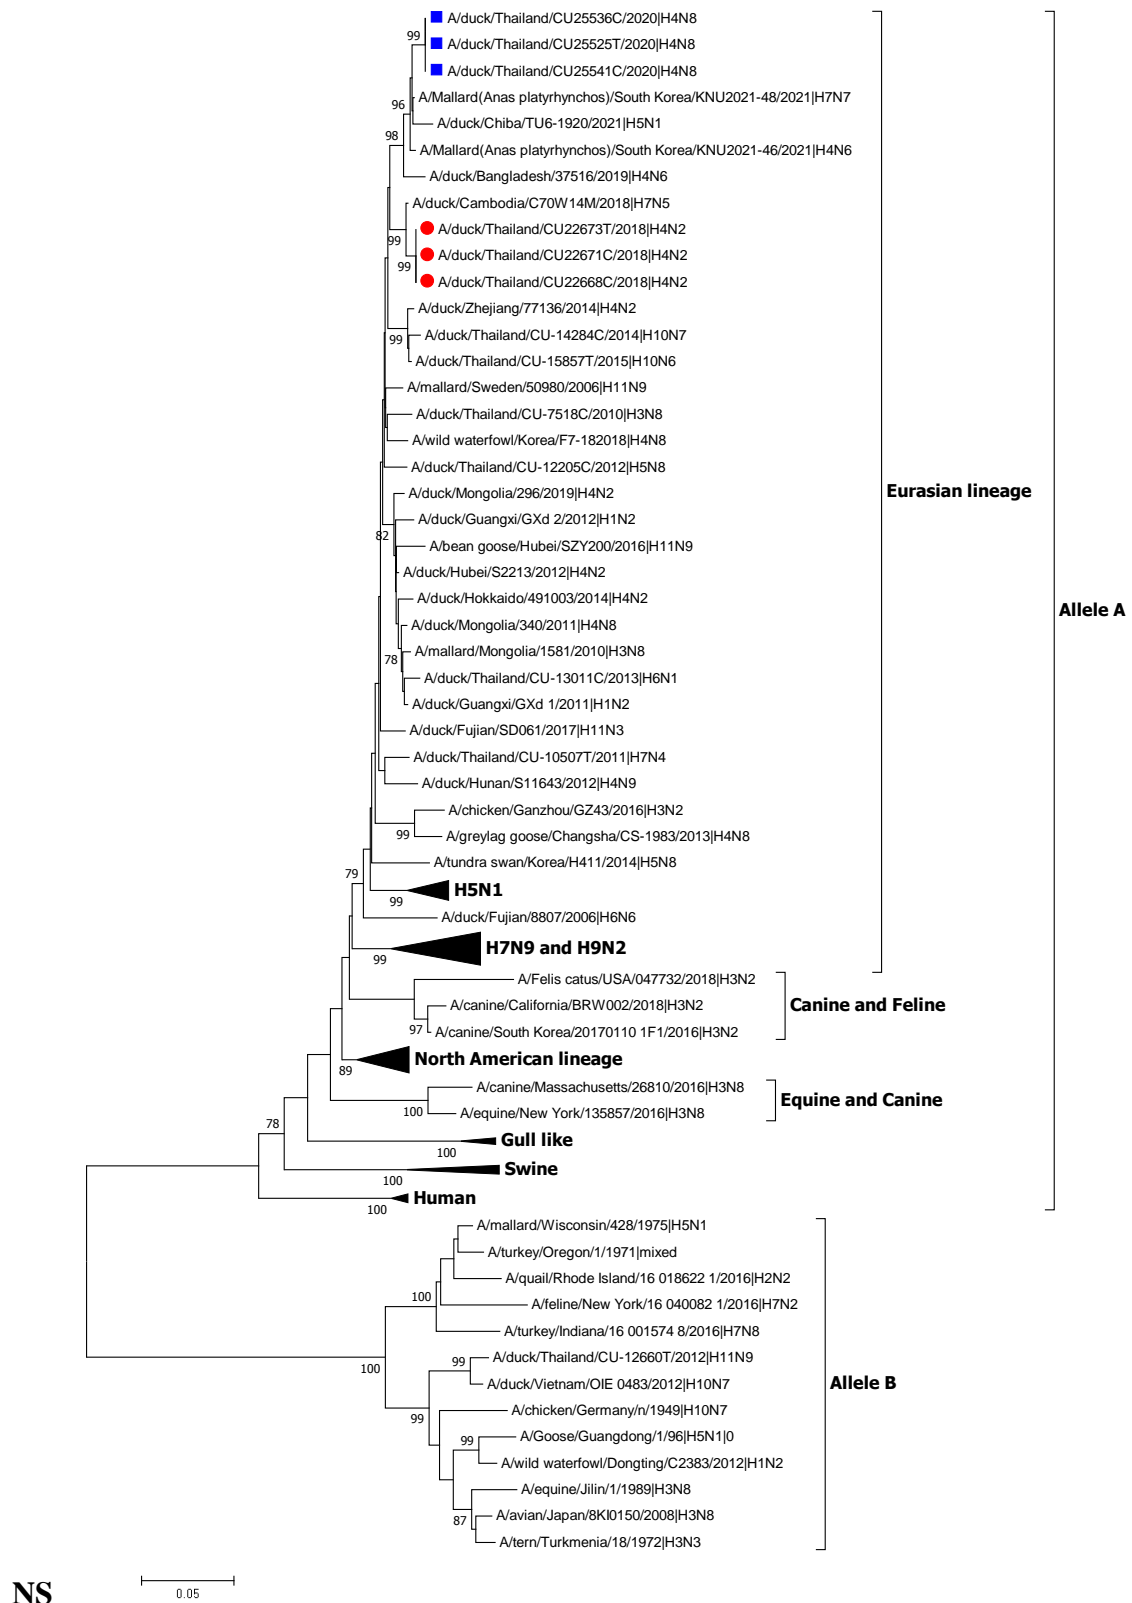 A/duck/Thailand/CU25536C/2020|H4N8
99
A/duck/Thailand/CU25525T/2020|H4N8
A/duck/Thailand/CU25541C/2020|H4N8
A/Mallard(Anas platyrhynchos)/South Korea/KNU2021-48/2021|H7N7
96
A/duck/Chiba/TU6-1920/2021|H5N1
98
A/Mallard(Anas platyrhynchos)/South Korea/KNU2021-46/2021|H4N6
A/duck/Bangladesh/37516/2019|H4N6
A/duck/Cambodia/C70W14M/2018|H7N5
A/duck/Thailand/CU22673T/2018|H4N2
99
A/duck/Thailand/CU22671C/2018|H4N2
99
A/duck/Thailand/CU22668C/2018|H4N2
A/duck/Zhejiang/77136/2014|H4N2
A/duck/Thailand/CU-14284C/2014|H10N7
99
A/duck/Thailand/CU-15857T/2015|H10N6
A/mallard/Sweden/50980/2006|H11N9
A/duck/Thailand/CU-7518C/2010|H3N8
A/wild waterfowl/Korea/F7-182018|H4N8
A/duck/Thailand/CU-12205C/2012|H5N8
Eurasian lineage
A/duck/Mongolia/296/2019|H4N2
A/duck/Guangxi/GXd 2/2012|H1N2
82
A/bean goose/Hubei/SZY200/2016|H11N9
A/duck/Hubei/S2213/2012|H4N2
A/duck/Hokkaido/491003/2014|H4N2
Allele A
A/duck/Mongolia/340/2011|H4N8
A/mallard/Mongolia/1581/2010|H3N8
78
A/duck/Thailand/CU-13011C/2013|H6N1
A/duck/Guangxi/GXd 1/2011|H1N2
A/duck/Fujian/SD061/2017|H11N3
A/duck/Thailand/CU-10507T/2011|H7N4
A/duck/Hunan/S11643/2012|H4N9
A/chicken/Ganzhou/GZ43/2016|H3N2
99
A/greylag goose/Changsha/CS-1983/2013|H4N8
A/tundra swan/Korea/H411/2014|H5N8
79
H5N1
99
A/duck/Fujian/8807/2006|H6N6
H7N9 and H9N2
99
A/Felis catus/USA/047732/2018|H3N2
A/canine/California/BRW002/2018|H3N2
Canine and Feline
97
A/canine/South Korea/20170110 1F1/2016|H3N2
North American lineage
89
A/canine/Massachusetts/26810/2016|H3N8
Equine and Canine
100
A/equine/New York/135857/2016|H3N8
78
Gull like
100
Swine
100
Human
100
A/mallard/Wisconsin/428/1975|H5N1
A/turkey/Oregon/1/1971|mixed
A/quail/Rhode Island/16 018622 1/2016|H2N2
100
A/feline/New York/16 040082 1/2016|H7N2
A/turkey/Indiana/16 001574 8/2016|H7N8
A/duck/Thailand/CU-12660T/2012|H11N9
99
100
A/duck/Vietnam/OIE 0483/2012|H10N7
Allele B
A/chicken/Germany/n/1949|H10N7
99
A/Goose/Guangdong/1/96|H5N1|0
99
A/wild waterfowl/Dongting/C2383/2012|H1N2
A/equine/Jilin/1/1989|H3N8
A/avian/Japan/8KI0150/2008|H3N8
87
A/tern/Turkmenia/18/1972|H3N3
NS
0.05